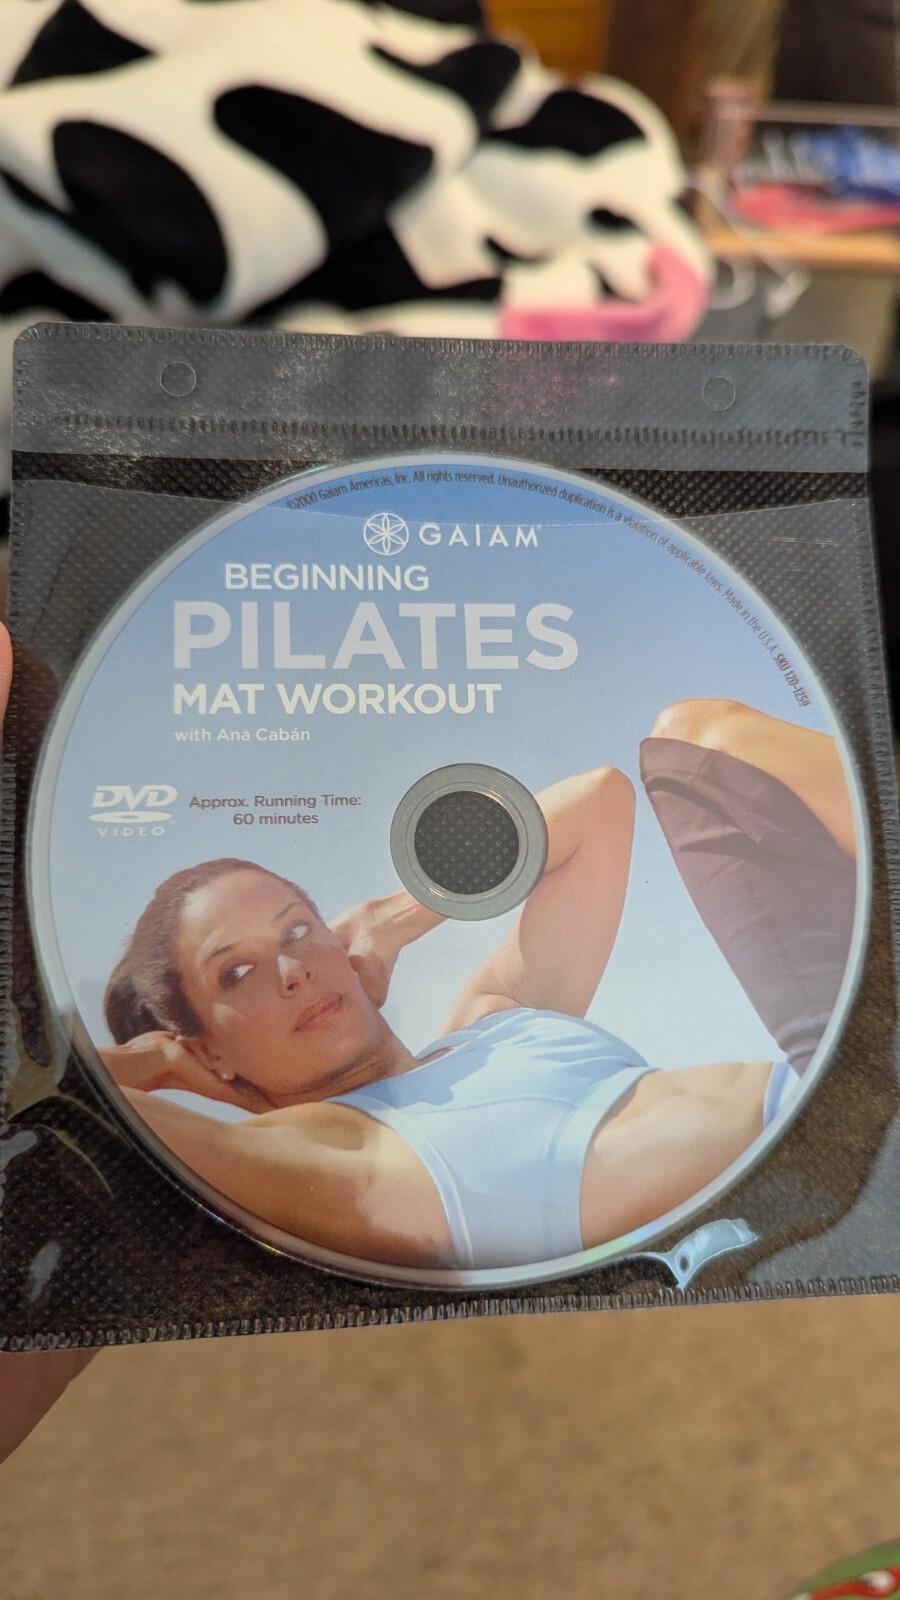 ©2000 Gaiam Americas, Inc. All rights reserved. Unauthorized duplication is a violation of applicable laws. Made in the U.S.A. SKU 120-1259
GAIAM
BEGINNING
PILATES
MAT WORKOUT
with Ana Cabán
DVD
VIDEO
Approx. Running Time:
60 minutes